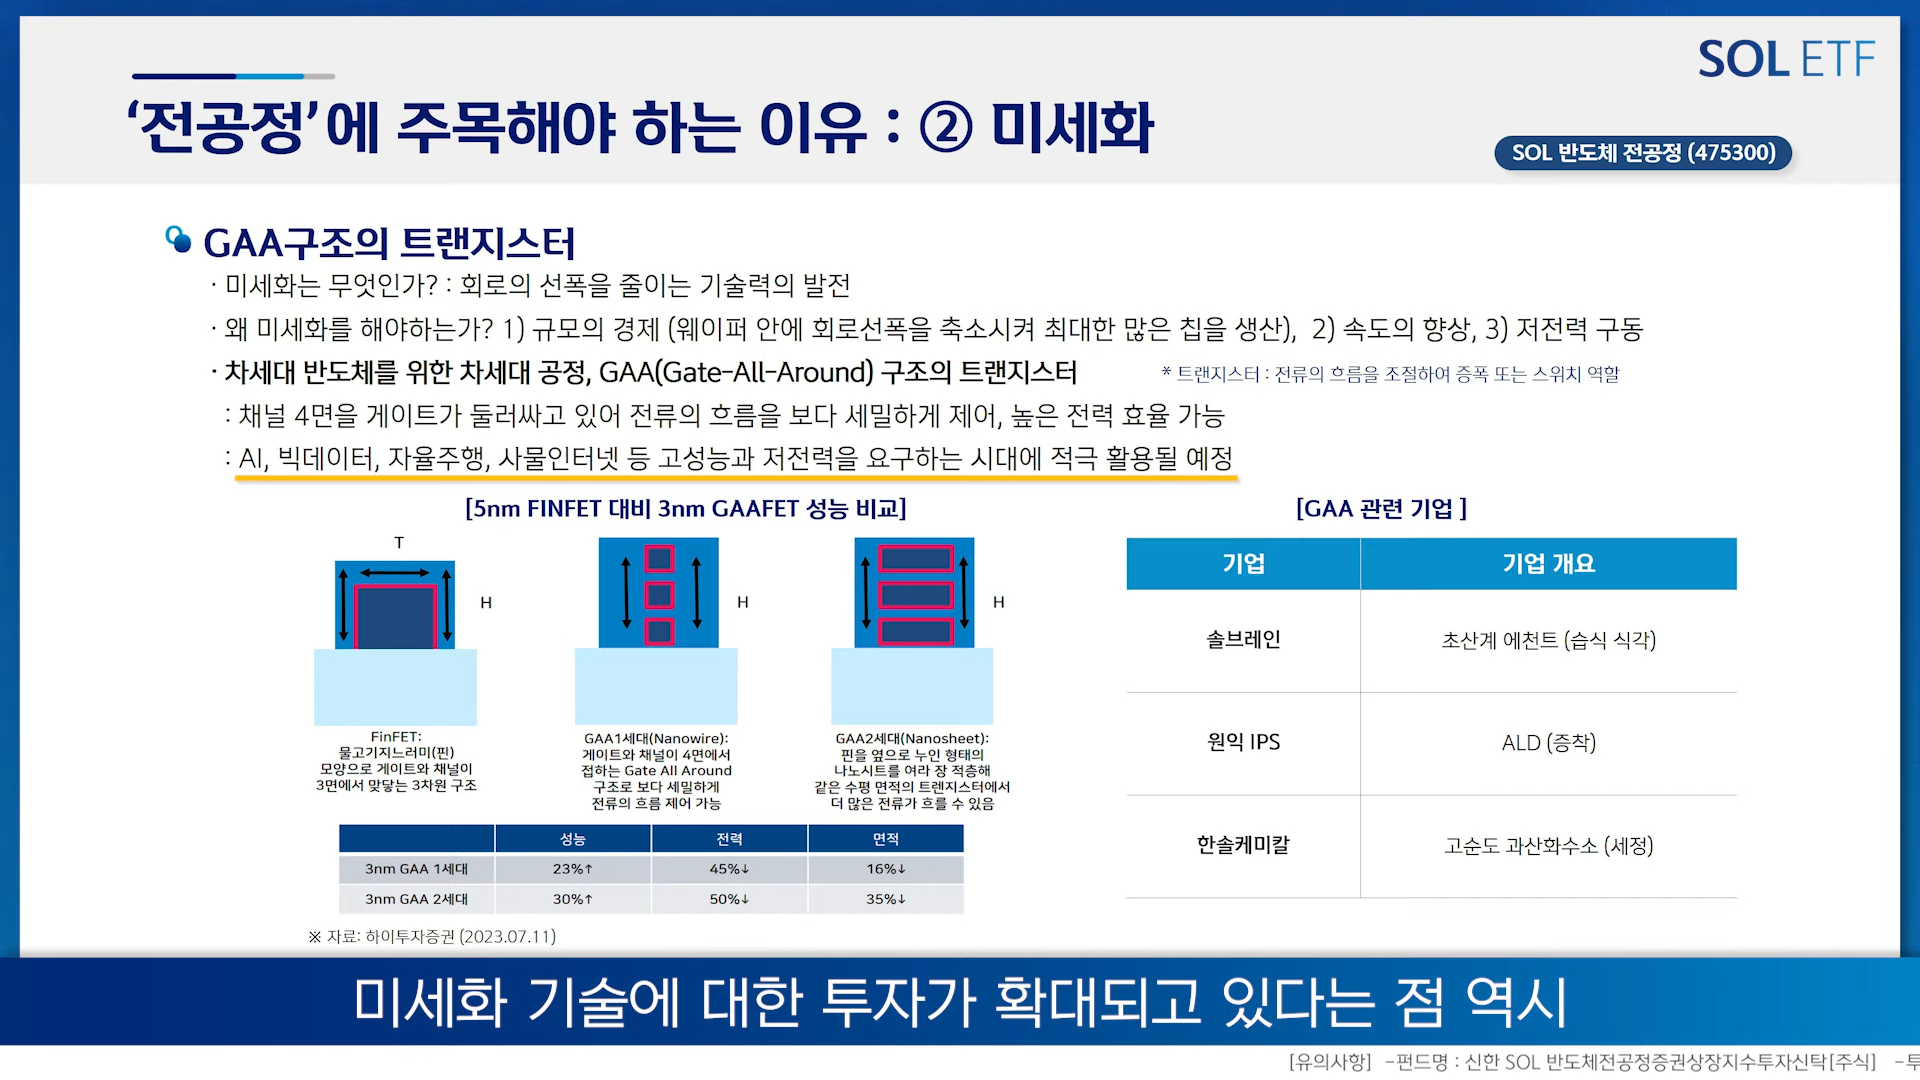 SOL ETF
‘전공정’에 주목해야 하는 이유 : ② 미세화
SOL 반도체 전공정 (475300)
GAA구조의 트랜지스터
· 미세화는 무엇인가? : 회로의 선폭을 줄이는 기술력의 발전
· 왜 미세화를 해야하는가? 1) 규모의 경제 (웨이퍼 안에 회로선폭을 축소시켜 최대한 많은 칩을 생산), 2) 속도의 향상, 3) 저전력 구동
· 차세대 반도체를 위한 차세대 공정, GAA(Gate-All-Around) 구조의 트랜지스터
* 트랜지스터 : 전류의 흐름을 조절하여 증폭 또는 스위치 역할
: 채널 4면을 게이트가 둘러싸고 있어 전류의 흐름을 보다 세밀하게 제어, 높은 전력 효율 가능
: AI, 빅데이터, 자율주행, 사물인터넷 등 고성능과 저전력을 요구하는 시대에 적극 활용될 예정
[5nm FINFET 대비 3nm GAAFET 성능 비교]
T
H
H
H
FinFET:
물고기지느러미(핀)
모양으로 게이트와 채널이
3면에서 맞닿는 3차원 구조
GAA1세대(Nanowire):
게이트와 채널이 4면에서
접하는 Gate All Around
구조로 보다 세밀하게
전류의 흐름 제어 가능
GAA2세대(Nanosheet):
핀을 옆으로 누인 형태의
나노시트를 여라 장 적층해
같은 수평 면적의 트렌지스터에서
더 많은 전류가 흐를 수 있음
성능 전력 면적
3nm GAA 1세대 23%↑ 45%↓ 16%↓
3nm GAA 2세대 30%↑ 50%↓ 35%↓
※ 자료: 하이투자증권 (2023.07.11)
[GAA 관련 기업 ]
기업 기업 개요
솔브레인 초산계 에천트 (습식 식각)
원익 IPS ALD (증착)
한솔케미칼 고순도 과산화수소 (세정)
미세화 기술에 대한 투자가 확대되고 있다는 점 역시
[유의사항] -펀드명 : 신한 SOL 반도체전공정증권상장지수투자신탁[주식] -투